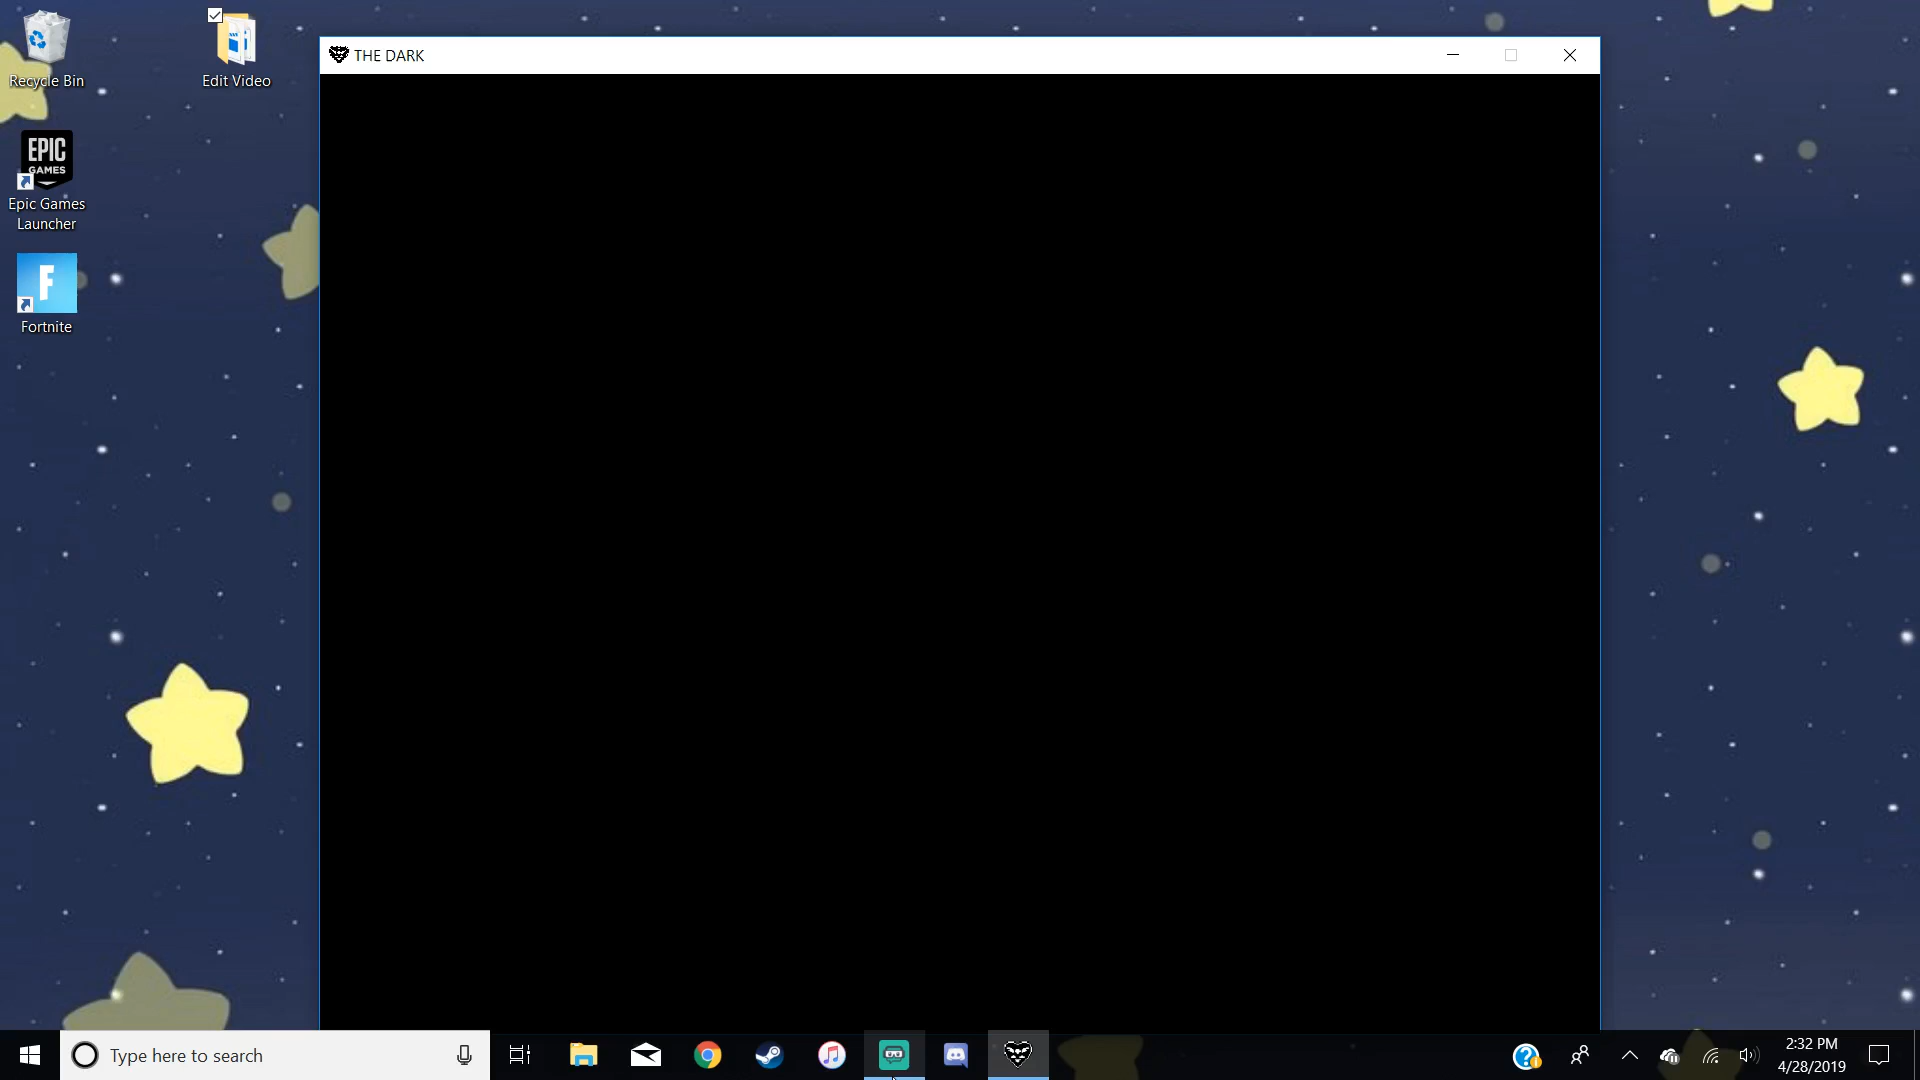 Recycle Bin
Edit Video
THE DARK
EPIC
GAMES
Epic Games
Launcher
F
Fortnite
Type here to search
2:32 PM
4/28/2019